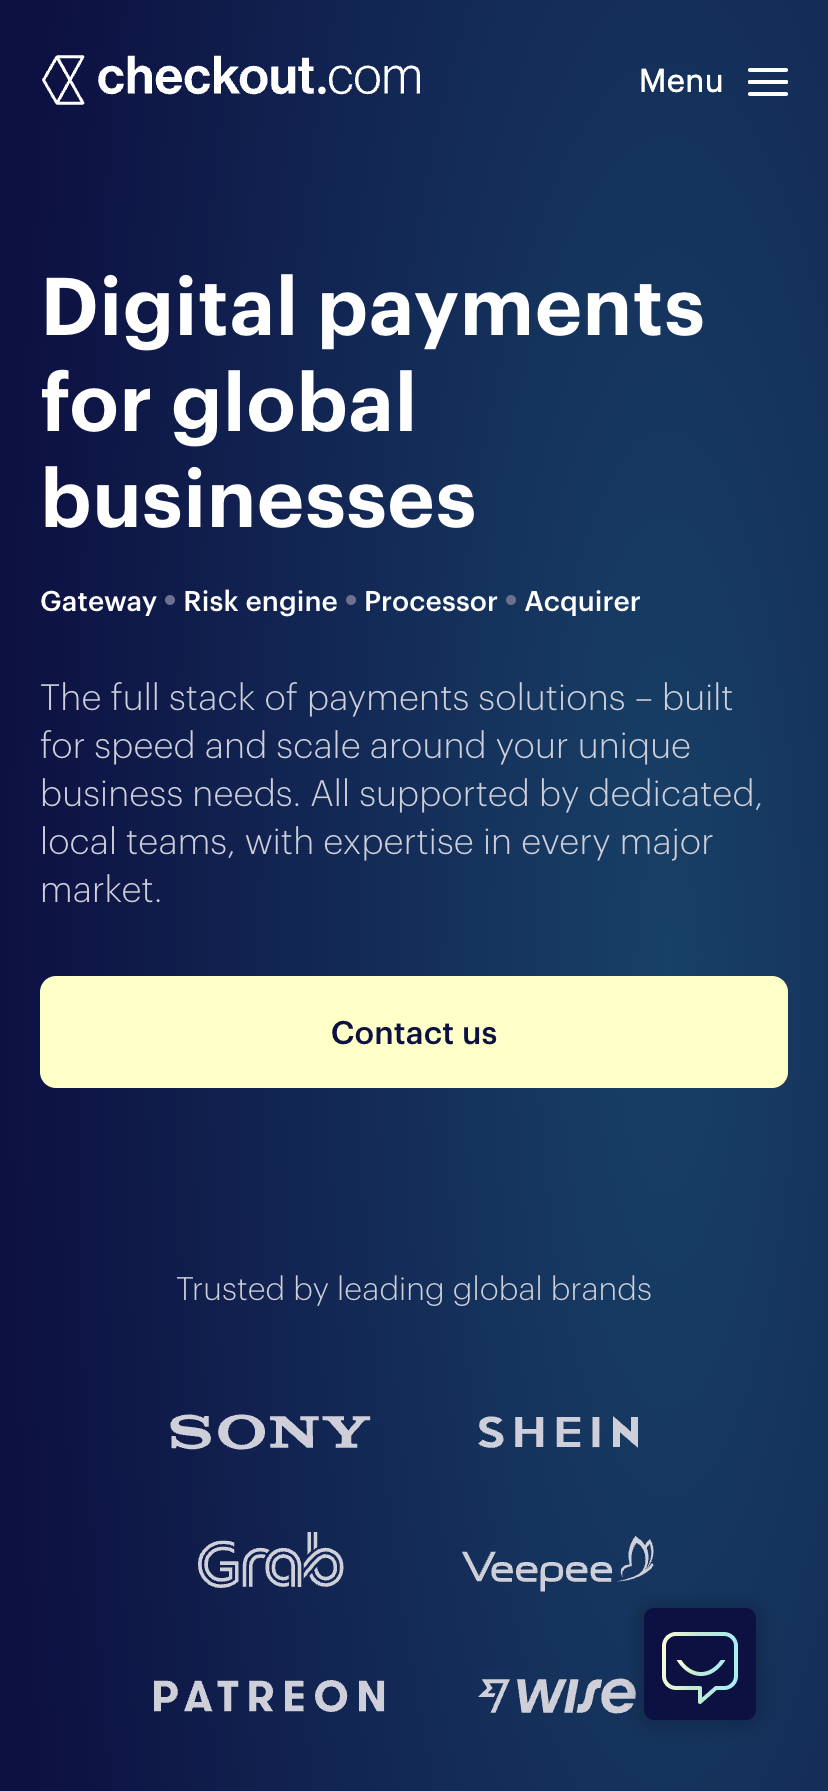 checkout.com
Menu
Digital payments
for global
businesses
Gateway • Risk engine • Processor • Acquirer
The full stack of payments solutions – built
for speed and scale around your unique
business needs. All supported by dedicated,
local teams, with expertise in every major
market.
Contact us
Trusted by leading global brands
SONY
SHEIN
Grab
Veepee
PATREON
WISE